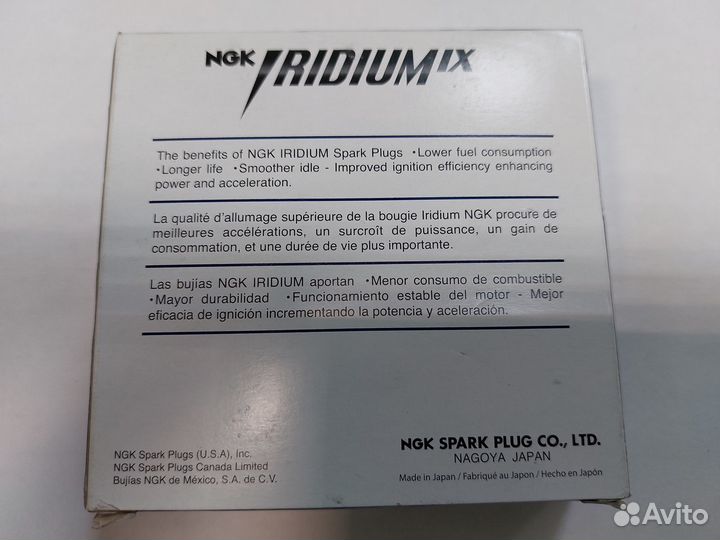 NGK IRIDIUM IX
The benefits of NGK IRIDIUM Spark Plugs •Lower fuel consumption
•Longer life •Smoother idle - Improved ignition efficiency enhancing
power and acceleration.
La qualité d'allumage supérieure de la bougie Iridium NGK procure de
meilleures accélérations, un surcroît de puissance, un gain de
consommation, et une durée de vie plus importante.
Las bujías NGK IRIDIUM aportan •Menor consumo de combustible
•Mayor durabilidad •Funcionamiento estable del motor - Mejor
eficacia de ignición incrementando la potencia y aceleración.
NGK Spark Plugs (U.S.A), Inc.
NGK Spark Plugs Canada Limited
Bujías NGK de México, S.A. de C.V.
NGK SPARK PLUG CO., LTD.
NAGOYA JAPAN
Made in Japan / Fabriqué au Japon / Hecho en Japón
Avito